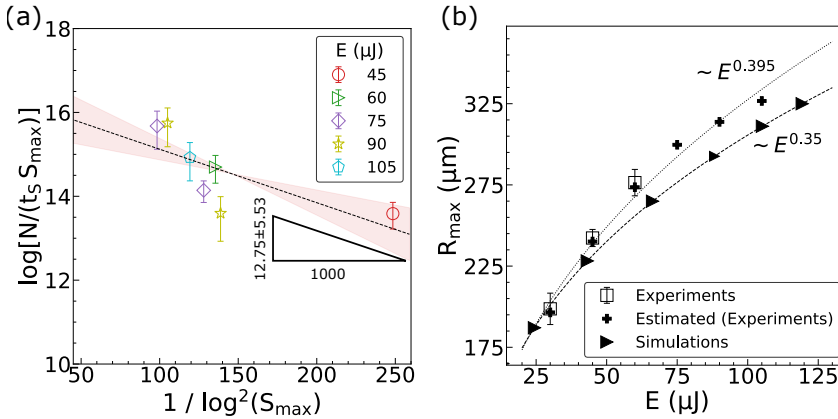 (a)
18
16
14
12
10
log[N/(t_S S_max)]
E (μJ)
45
60
75
90
105
12.75±5.53
1000
50 100 150 200 250
1 / log²(S_max)
(b)
325
275
225
175
R_max (μm)
~ E^0.395
~ E^0.35
Experiments
Estimated (Experiments)
Simulations
25 50 75 100 125
E (μJ)